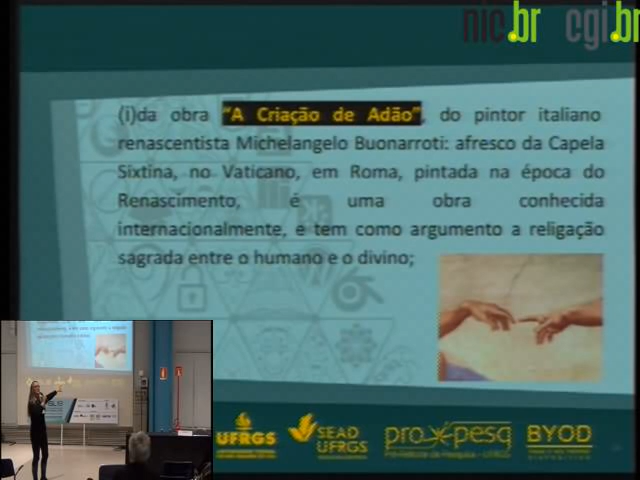 nic.br cgi.br
(i)da obra "A Criação de Adão", do pintor italiano
renascentista Michelangelo Buonarroti: afresco da Capela
Sixtina, no Vaticano, em Roma, pintada na época do
Renascimento, é uma obra conhecida
internacionalmente, e tem como argumento a religação
sagrada entre o humano e o divino;
UFRGS
SEAD
UFRGS
propesq
BYOD